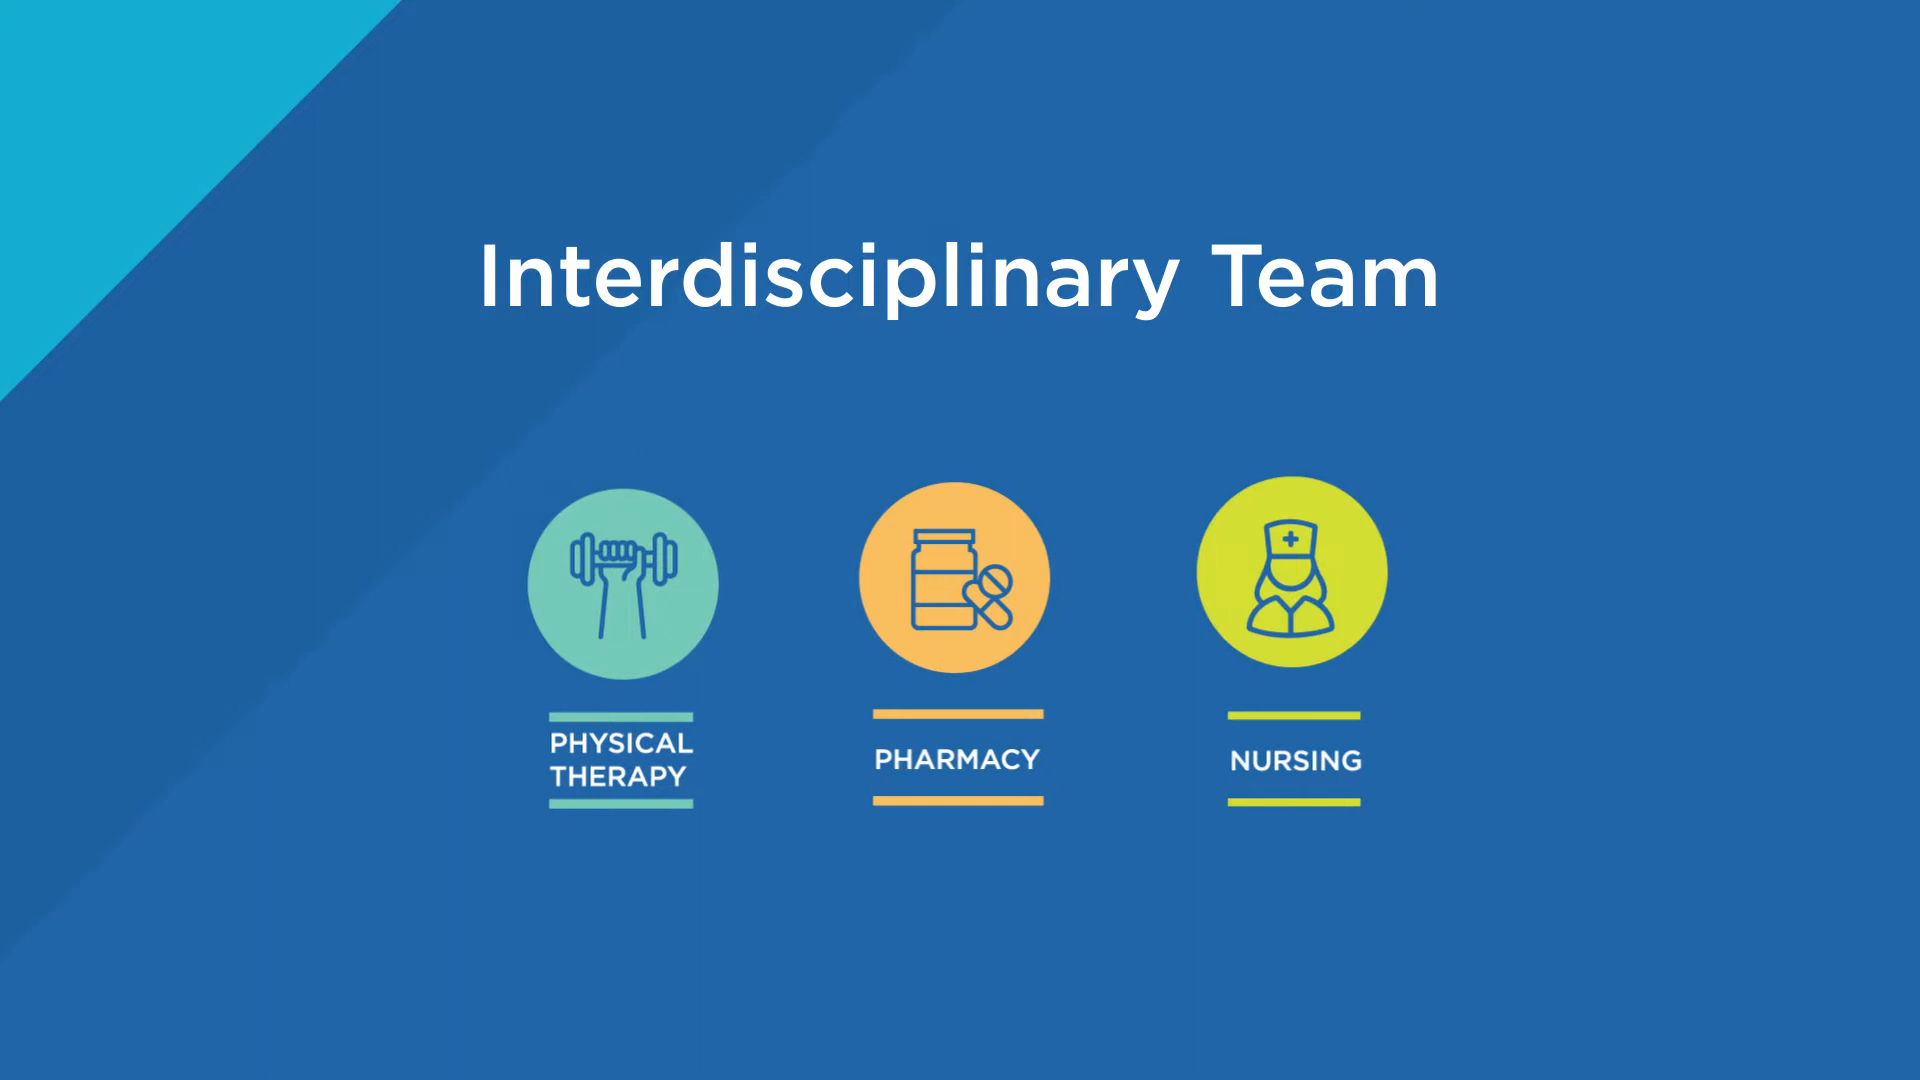 Interdisciplinary Team
PHYSICAL
THERAPY
PHARMACY
NURSING